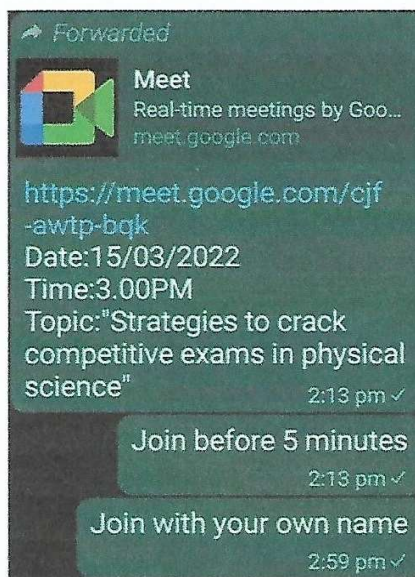 Forwarded
Meet
Real-time meetings by Goo...
meet.google.com
https://meet.google.com/cjf
-awtp-bqk
Date:15/03/2022
Time:3.00PM
Topic:"Strategies to crack
competitive exams in physical
science"
2:13 pm ✓
Join before 5 minutes
2:13 pm ✓
Join with your own name
2:59 pm ✓